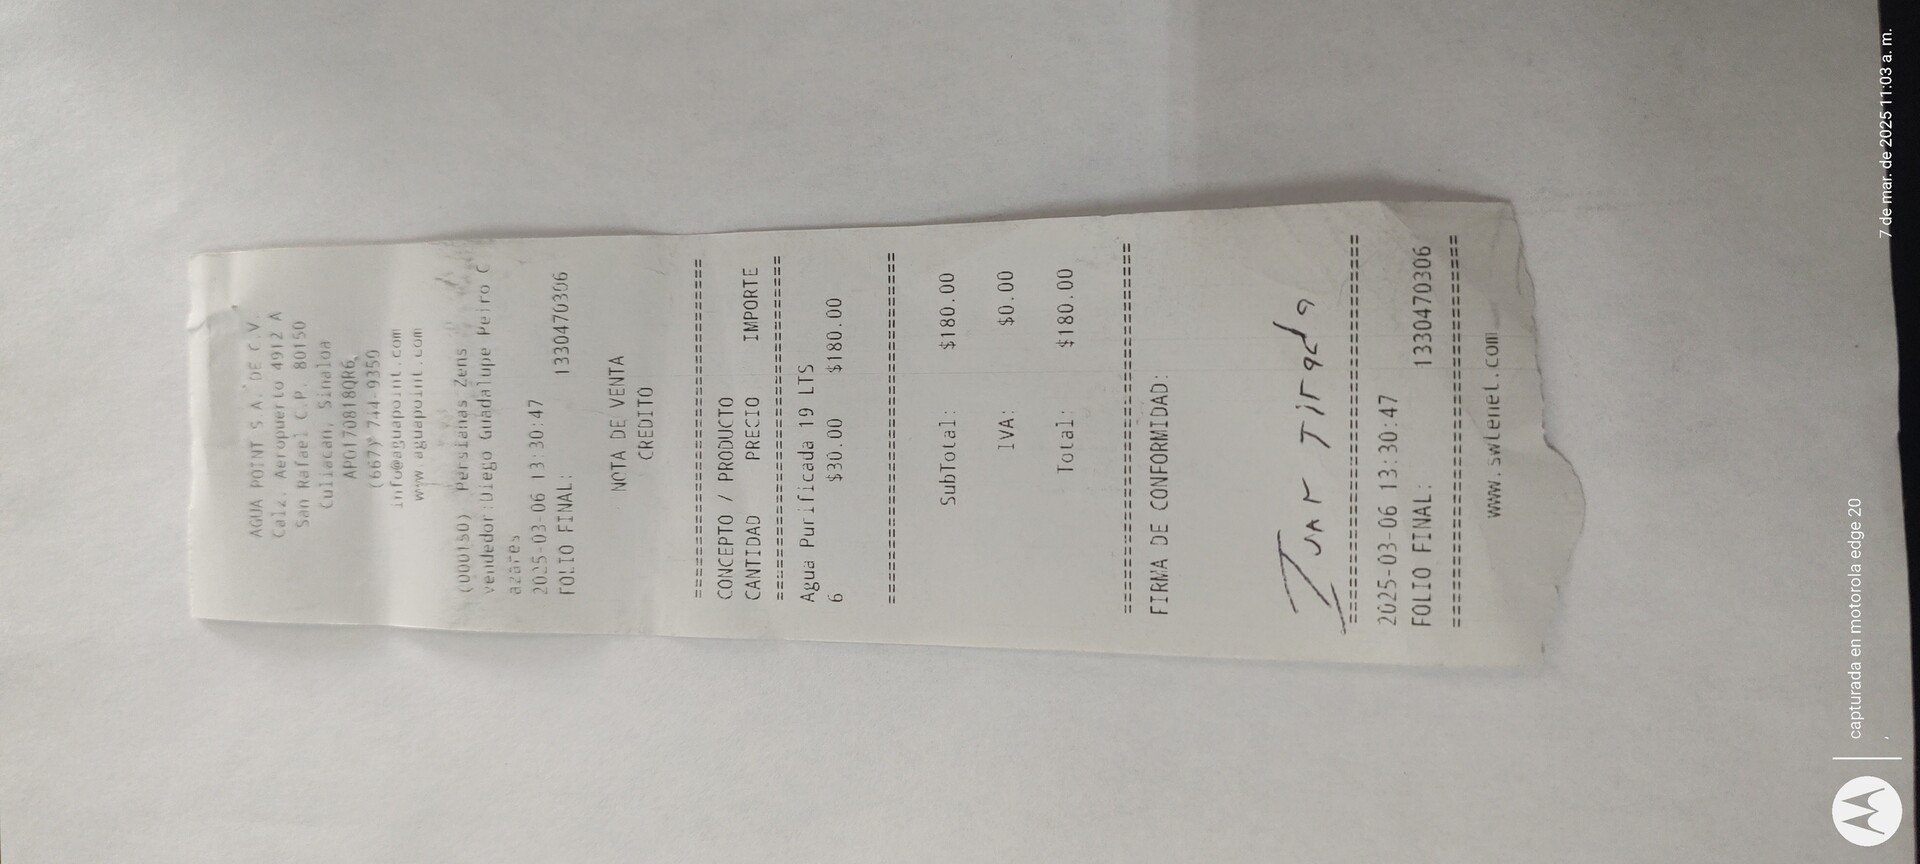 AGUA POINT S.A. DE C.V.
Calz. Aeropuerto 4912 A
San Rafael C.P. 80150
Culiacan, Sinaloa
APO170818QR6
(667) 744-9350
info@aguapoint.com
www.aguapoint.com
(000150) Persianas Zens
vendedor:Diego Guadalupe Peiro C
azares
2025-03-06 13:30:47
FOLIO FINAL: 1330470306
NOTA DE VENTA
CREDITO
================================
CONCEPTO / PRODUCTO
CANTIDAD PRECIO IMPORTE
================================
Agua Purificada 19 LTS
6 $30.00 $180.00
================================
SubTotal: $180.00
IVA: $0.00
Total: $180.00
================================
FIRMA DE CONFORMIDAD:
Tirado
================================
2025-03-06 13:30:47
FOLIO FINAL: 1330470306
================================
www.swtenet.com
capturada en motorola edge 20
7 de mar. de 2025 11:03 a. m.